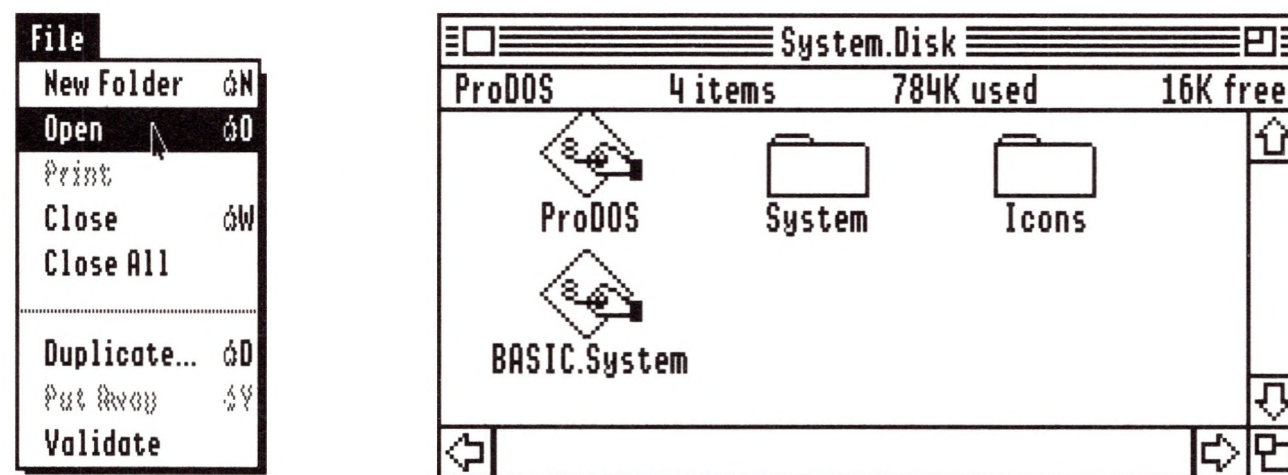 File
New Folder N
Open O
Print
Close W
Close All
Duplicate... D
Put Away Y
Validate
System.Disk
ProDOS 4 items 784K used 16K free
ProDOS System Icons
BASIC.System